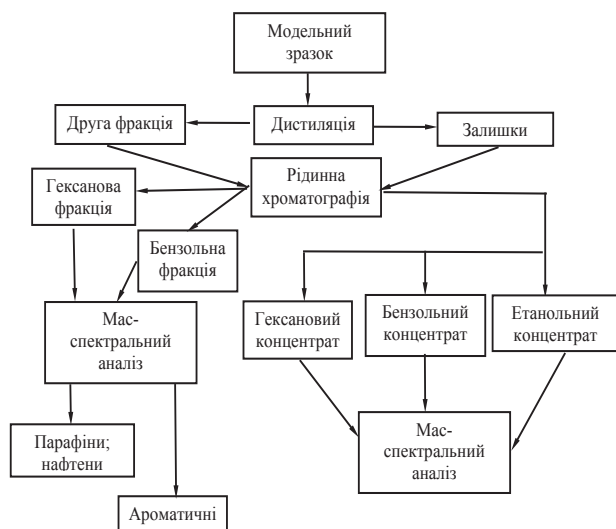 Модельний
зразок
Друга фракція
Дистиляція
Залишки
Гексанова
фракція
Рідинна
хроматографія
Бензольна
фракція
Мас-
спектральний
аналіз
Гексановий
концентрат
Бензольний
концентрат
Етанольний
концентрат
Парафіни;
нафтени
Мас-
спектральний
аналіз
Ароматичні